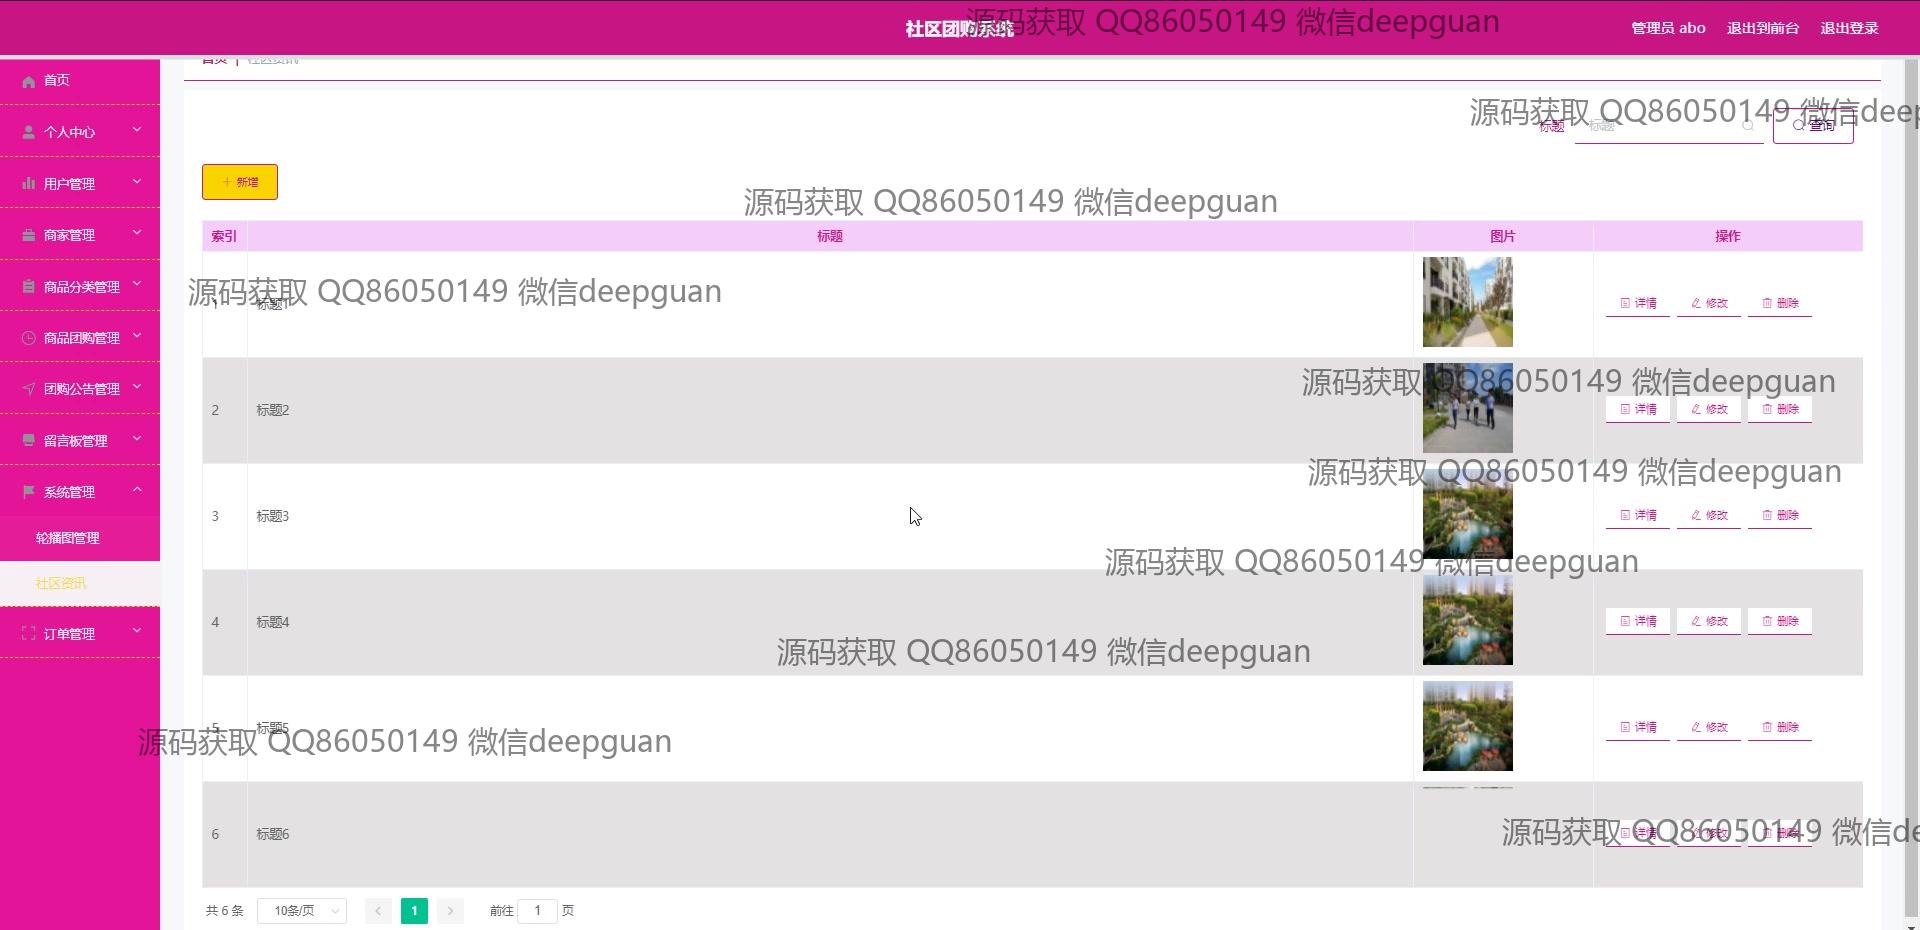 社区团购系统
管理员 abo 退出到前台 退出登录
源码获取 QQ86050149 微信deepguan
首页 | 社区资讯
首页
个人中心
用户管理
商家管理
商品分类管理
商品团购管理
团购公告管理
留言板管理
系统管理
轮播图管理
社区资讯
订单管理
源码获取 QQ86050149 微信deep
标题 标题 查询
新增
源码获取 QQ86050149 微信deepguan
索引 标题 图片 操作
源码获取 QQ86050149 微信deepguan
1 标题1 详情 修改 删除
源码获取 QQ86050149 微信deepguan
2 标题2 详情 修改 删除
源码获取 QQ86050149 微信deepguan
3 标题3 详情 修改 删除
源码获取 QQ86050149 微信deepguan
4 标题4 详情 修改 删除
源码获取 QQ86050149 微信deepguan
5 标题5 详情 修改 删除
源码获取 QQ86050149 微信deepguan
6 标题6 详情 修改 删除
源码获取 QQ86050149 微信de
共 6 条 10条/页 1 前往 1 页